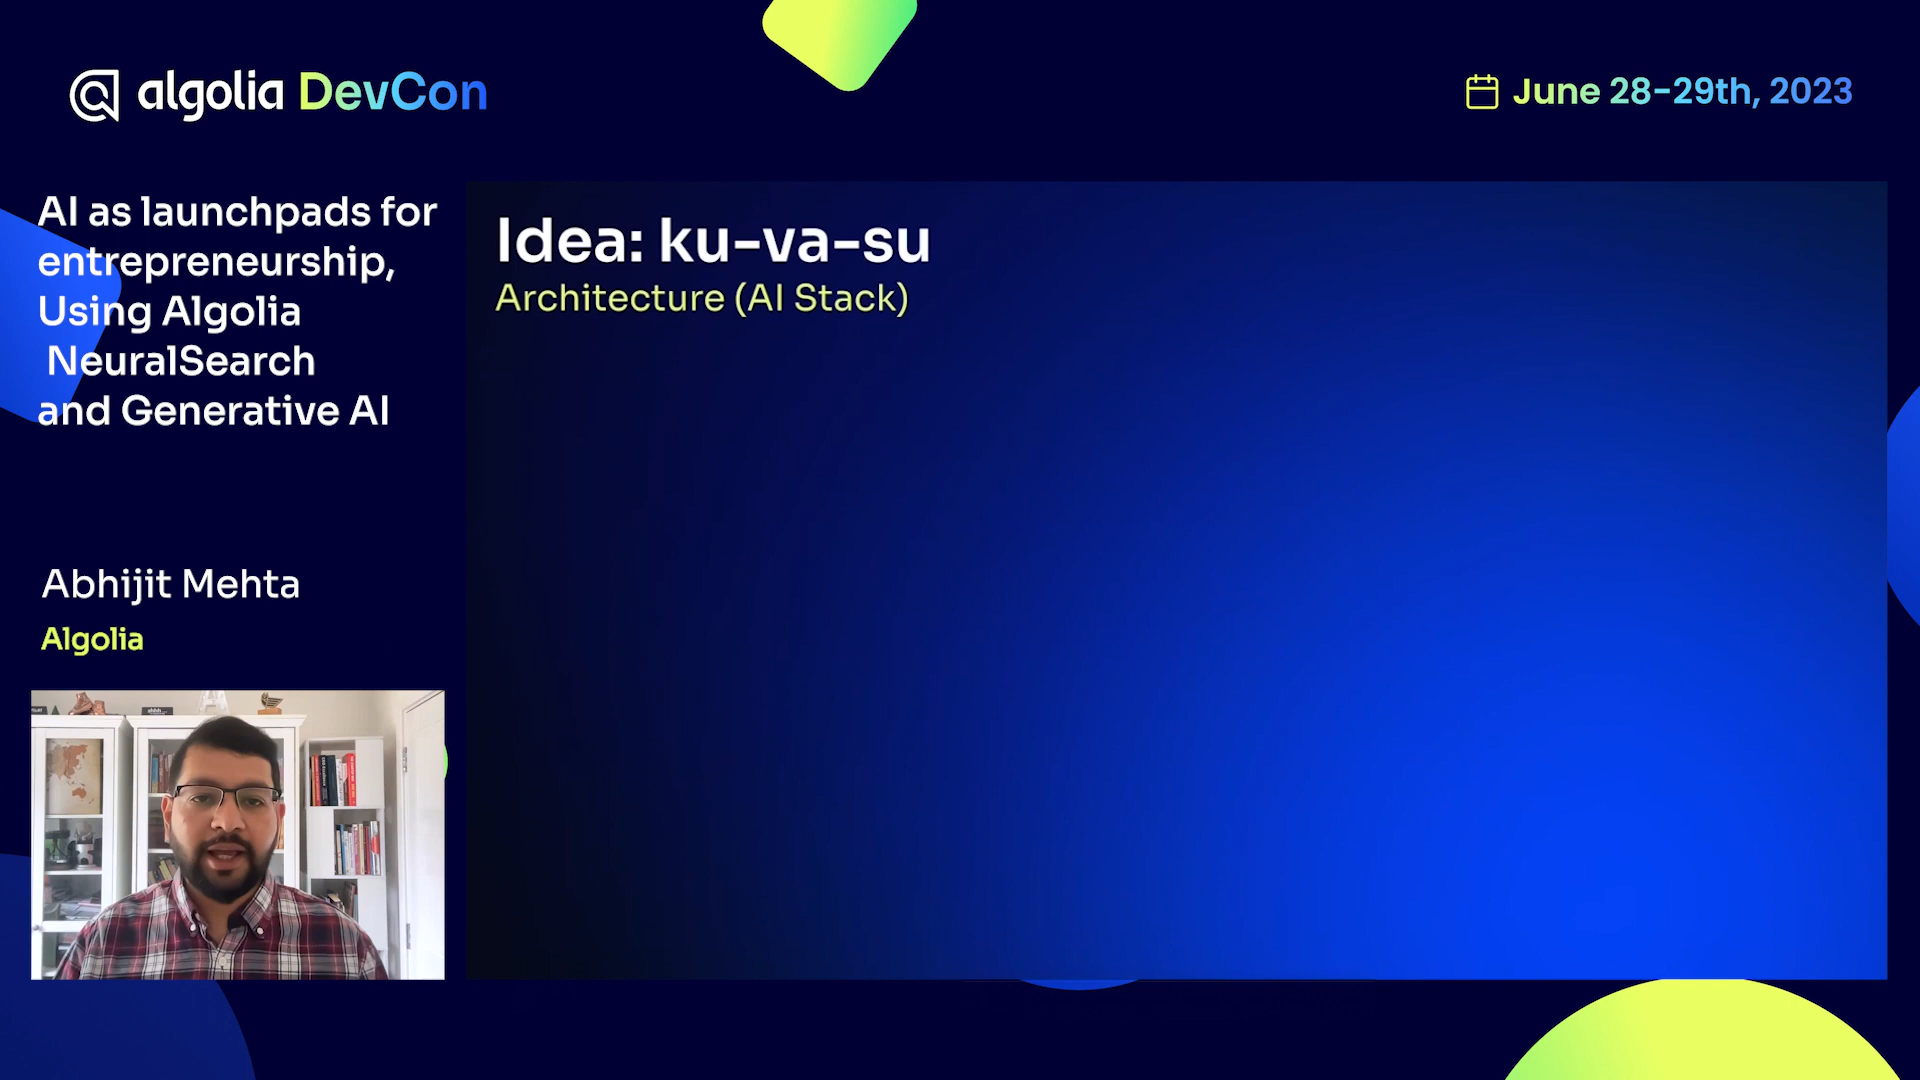 algolia DevCon
June 28-29th, 2023
AI as launchpads for
entrepreneurship,
Using Algolia
NeuralSearch
and Generative AI
Idea: ku-va-su
Architecture (AI Stack)
Abhijit Mehta
Algolia